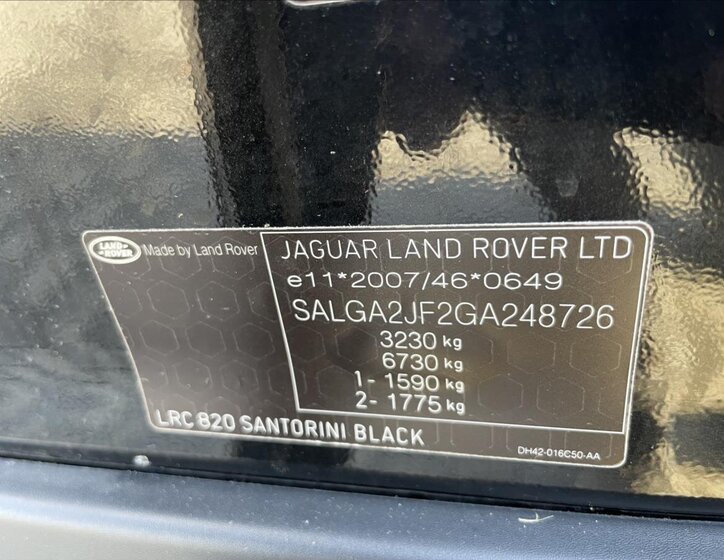 LAND ROVER
Made by Land Rover
JAGUAR LAND ROVER LTD
e11*2007/46*0649
SALGA2JF2GA248726
3230 kg
6730 kg
1- 1590 kg
2- 1775 kg
LRC 820 SANTORINI BLACK
DH42-016C50-AA